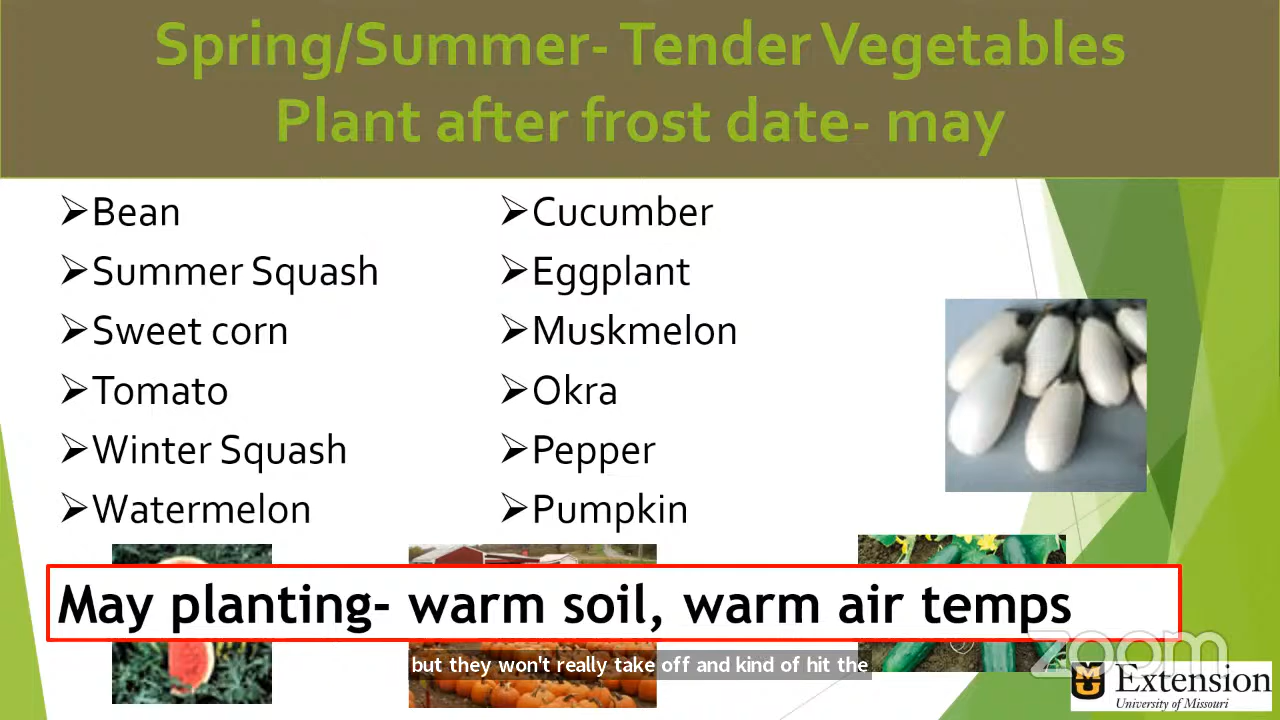 Spring/Summer- Tender Vegetables
Plant after frost date- may
➢Bean
➢Summer Squash
➢Sweet corn
➢Tomato
➢Winter Squash
➢Watermelon
➢Cucumber
➢Eggplant
➢Muskmelon
➢Okra
➢Pepper
➢Pumpkin
May planting- warm soil, warm air temps
but they won't really take off and kind of hit the
zoom
Extension
University of Missouri